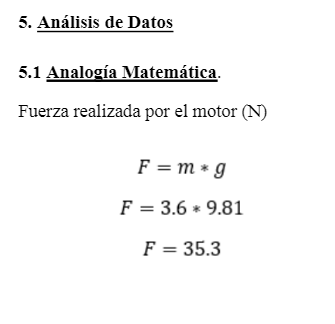 5. Análisis de Datos
5.1 Analogía Matemática.
Fuerza realizada por el motor (N)
F = m * g
F = 3.6 * 9.81
F = 35.3